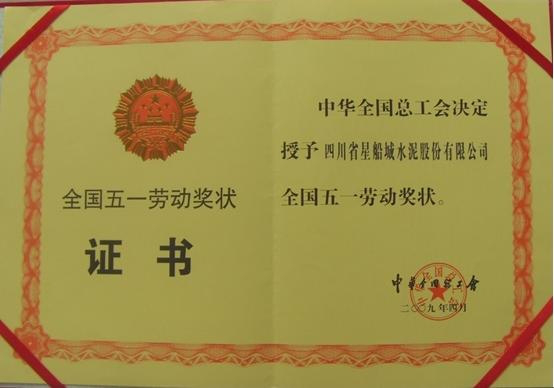 全国五一劳动奖状
证书
中华全国总工会决定
授予 四川省星船城水泥股份有限公司
全国五一劳动奖状。
中华全国总工會
二〇〇九年四月